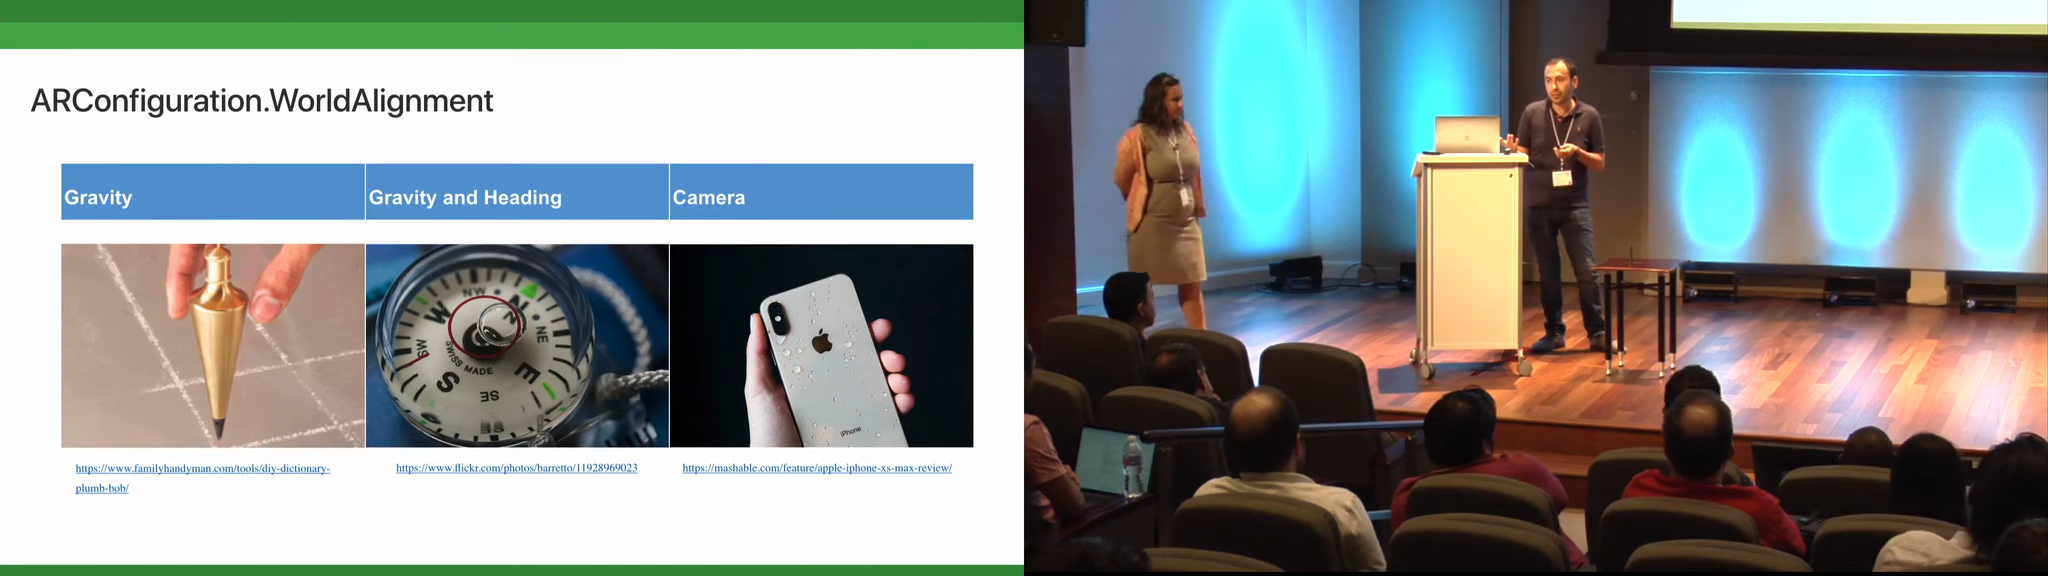 ARConfiguration.WorldAlignment
Gravity
Gravity and Heading
Camera
W
NW
N
NE
SW
SWISS MADE
S
SE
E
iPhone
https://www.familyhandyman.com/tools/diy-dictionary-
plumb-bob/
https://www.flickr.com/photos/barretto/11928969023
https://mashable.com/feature/apple-iphone-xs-max-review/